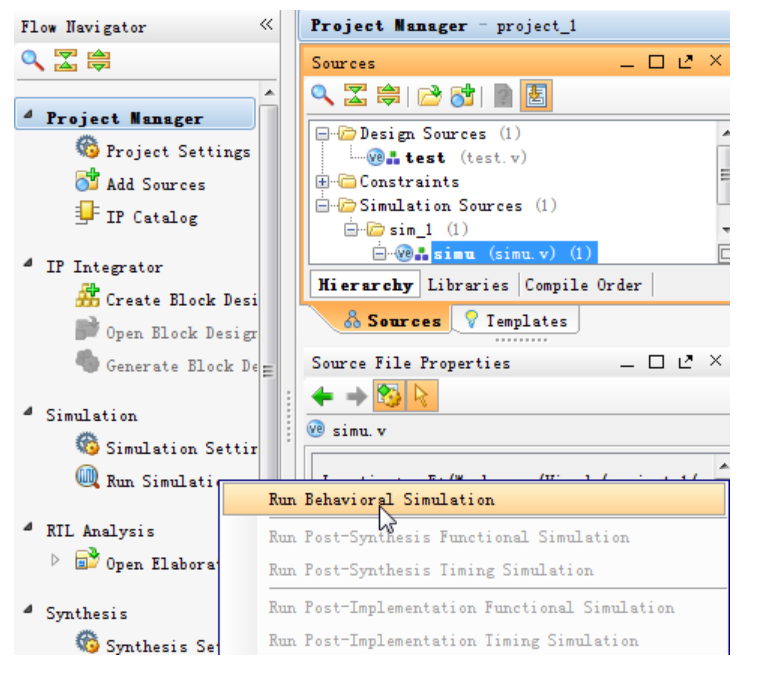 Flow Navigator
Project Manager
Project Settings
Add Sources
IP Catalog
IP Integrator
Create Block Desi
Open Block Desigr
Generate Block De
Simulation
Simulation Settir
Run Simulati
RTL Analysis
Open Elabora
Synthesis
Synthesis Se
Project Manager - project_1
Sources
Design Sources (1)
test (test.v)
Constraints
Simulation Sources (1)
sim_1 (1)
simu (simu.v) (1)
Hierarchy Libraries Compile Order
Sources Templates
Source File Properties
simu.v
Run Behavioral Simulation
Run Post-Synthesis Functional Simulation
Run Post-Synthesis Timing Simulation
Run Post-Implementation Functional Simulation
Run Post-Implementation Timing Simulation